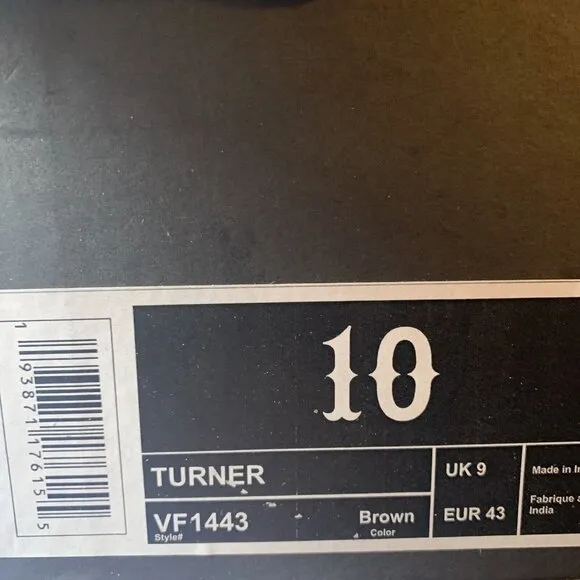 10
TURNER
UK 9
Made in In
VF1443
Style#
Brown
Color
EUR 43
Fabrique a
India
1 93871 17615 5